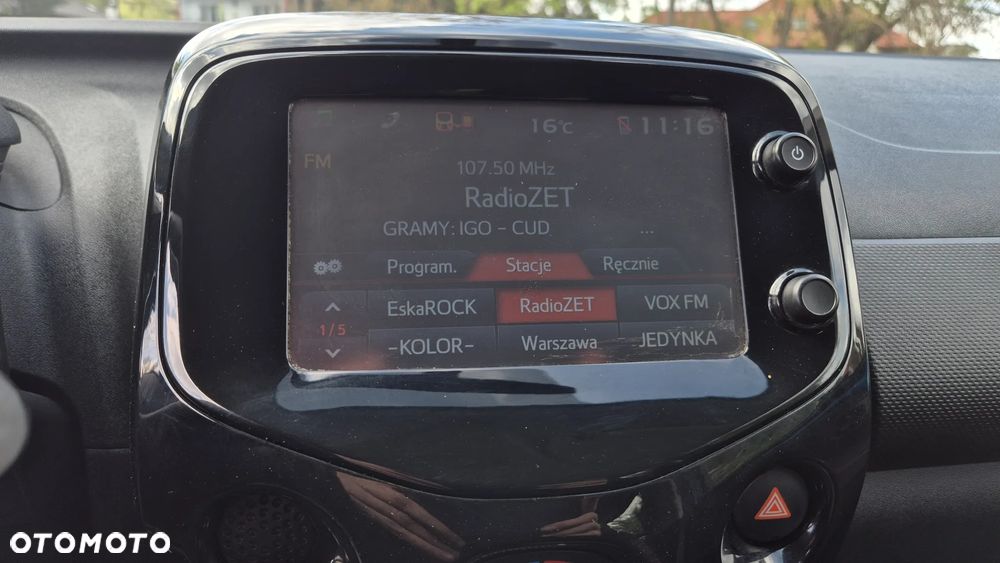 16°C 11:16
FM
107.50 MHz
RadioZET
GRAMY: IGO - CUD ...
Program. Stacje Ręcznie
EskaROCK RadioZET VOX FM
1/5
-KOLOR- Warszawa JEDYNKA
OTOMOTO